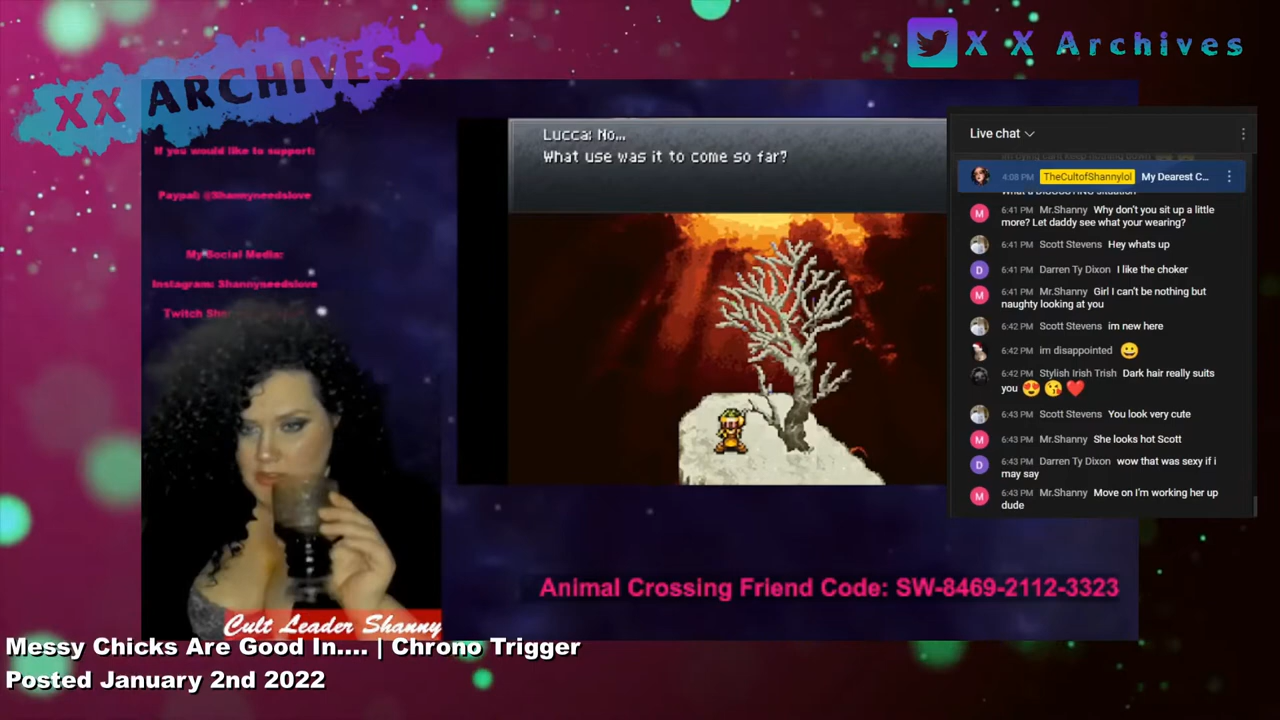 XX ARCHIVES
X X Archives
If you would like to support:
Paypal: @Shannyneedslove
My Social Media:
Instagram: Shannyneedslove
Twitch
Lucca: No...
What use was it to come so far?
Live chat
4:08 PM TheCultofShannylol My Dearest C...
6:41 PM Mr.Shanny Why don't you sit up a little
more? Let daddy see what your wearing?
6:41 PM Scott Stevens Hey whats up
6:41 PM Darren Ty Dixon I like the choker
6:41 PM Mr.Shanny Girl I can't be nothing but
naughty looking at you
6:42 PM Scott Stevens im new here
6:42 PM im disappointed 😀
6:42 PM Stylish Irish Trish Dark hair really suits
you 😍 😘 ❤️
6:43 PM Scott Stevens You look very cute
6:43 PM Mr.Shanny She looks hot Scott
6:43 PM Darren Ty Dixon wow that was sexy if i
may say
6:43 PM Mr.Shanny Move on I'm working her up
dude
Animal Crossing Friend Code: SW-8469-2112-3323
Cult Leader Shanny
Messy Chicks Are Good In.... | Chrono Trigger
Posted January 2nd 2022